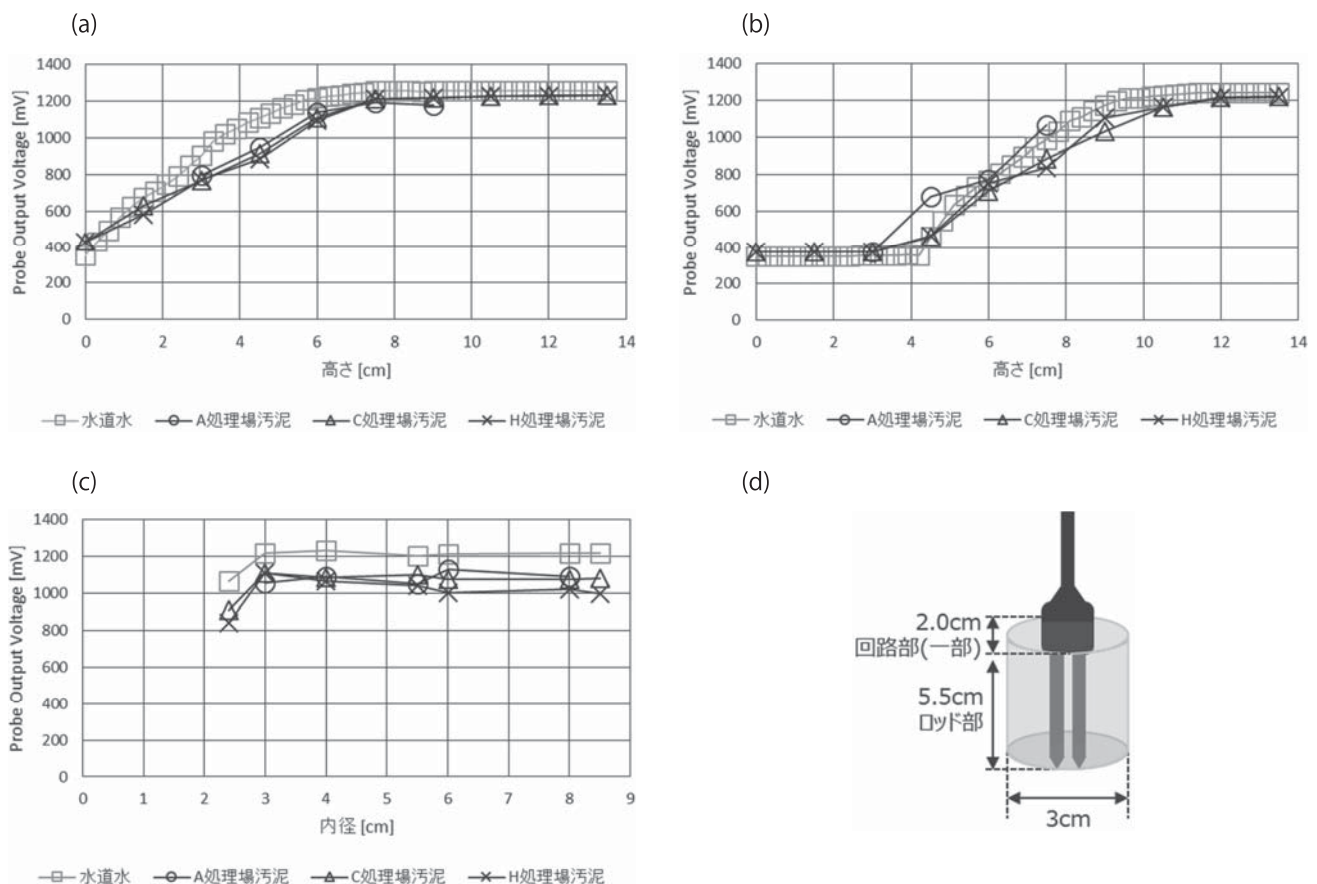 (a)
1400
1200
1000
800
600
400
200
0
0 2 4 6 8 10 12 14
Probe Output Voltage [mV]
高さ [cm]
水道水 A処理場汚泥 C処理場汚泥 H処理場汚泥
(b)
1400
1200
1000
800
600
400
200
0
0 2 4 6 8 10 12 14
Probe Output Voltage [mV]
高さ [cm]
水道水 A処理場汚泥 C処理場汚泥 H処理場汚泥
(c)
1400
1200
1000
800
600
400
200
0
0 1 2 3 4 5 6 7 8 9
Probe Output Voltage [mV]
内径 [cm]
水道水 A処理場汚泥 C処理場汚泥 H処理場汚泥
(d)
2.0cm
回路部(一部)
5.5cm
ロッド部
3cm